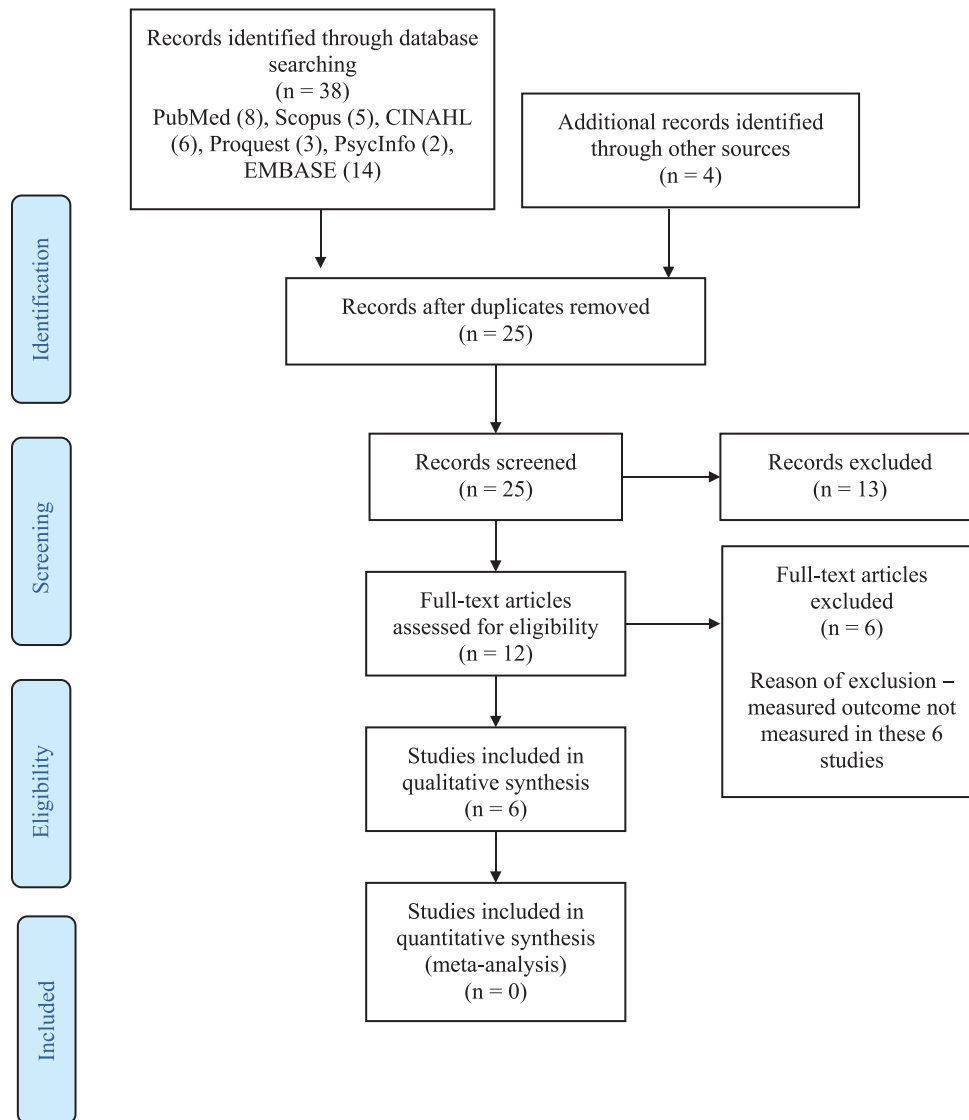 Records identified through database
searching
(n = 38)
PubMed (8), Scopus (5), CINAHL
(6), Proquest (3), PsycInfo (2),
EMBASE (14)
Additional records identified
through other sources
(n = 4)
Identification
Records after duplicates removed
(n = 25)
Screening
Records screened
(n = 25)
Records excluded
(n = 13)
Full-text articles
assessed for eligibility
(n = 12)
Full-text articles
excluded
(n = 6)
Reason of exclusion –
measured outcome not
measured in these 6
studies
Eligibility
Studies included in
qualitative synthesis
(n = 6)
Included
Studies included in
quantitative synthesis
(meta-analysis)
(n = 0)